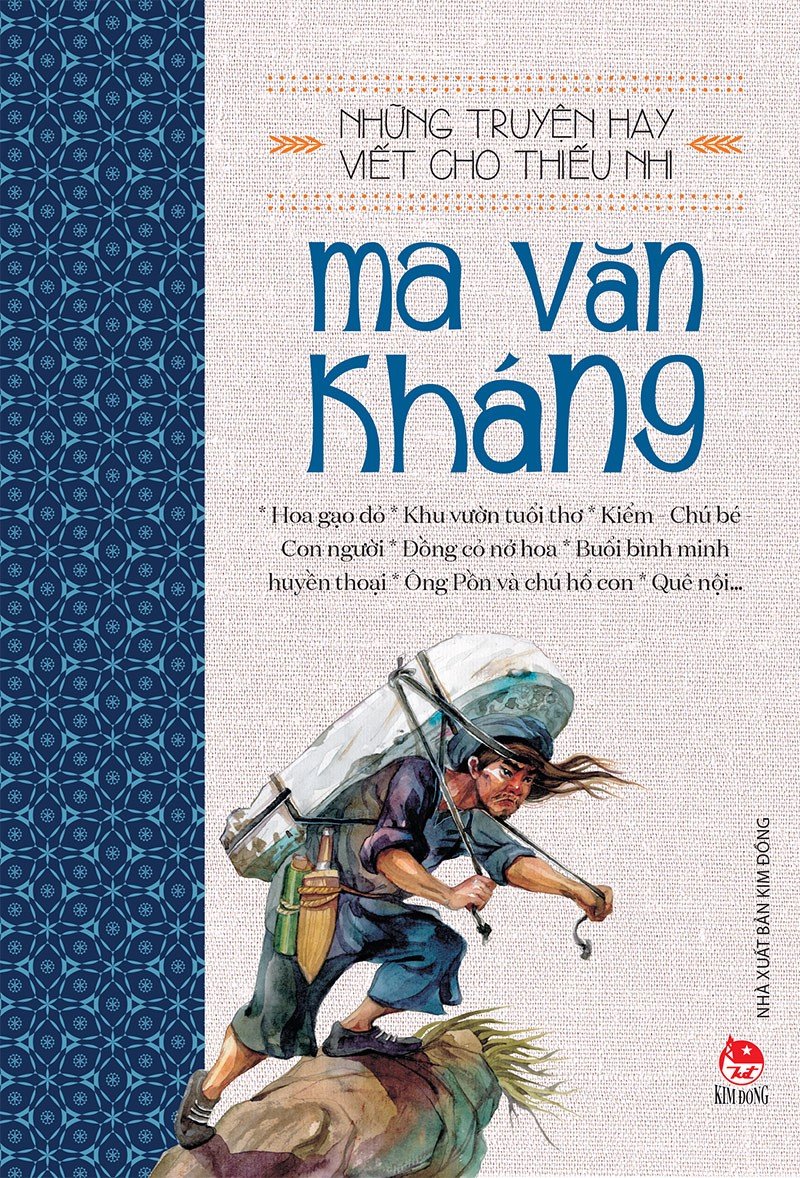 NHỮNG TRUYỆN HAY
VIẾT CHO THIẾU NHI
ma văn
kháng
* Hoa gạo đỏ * Khu vườn tuổi thơ * Kiểm – Chú bé –
Con người * Đồng cỏ nở hoa * Buổi bình minh
huyền thoại * Ông Pồn và chú hổ con * Quê nội...
NHÀ XUẤT BẢN KIM ĐỒNG
kđ
KIM ĐỒNG